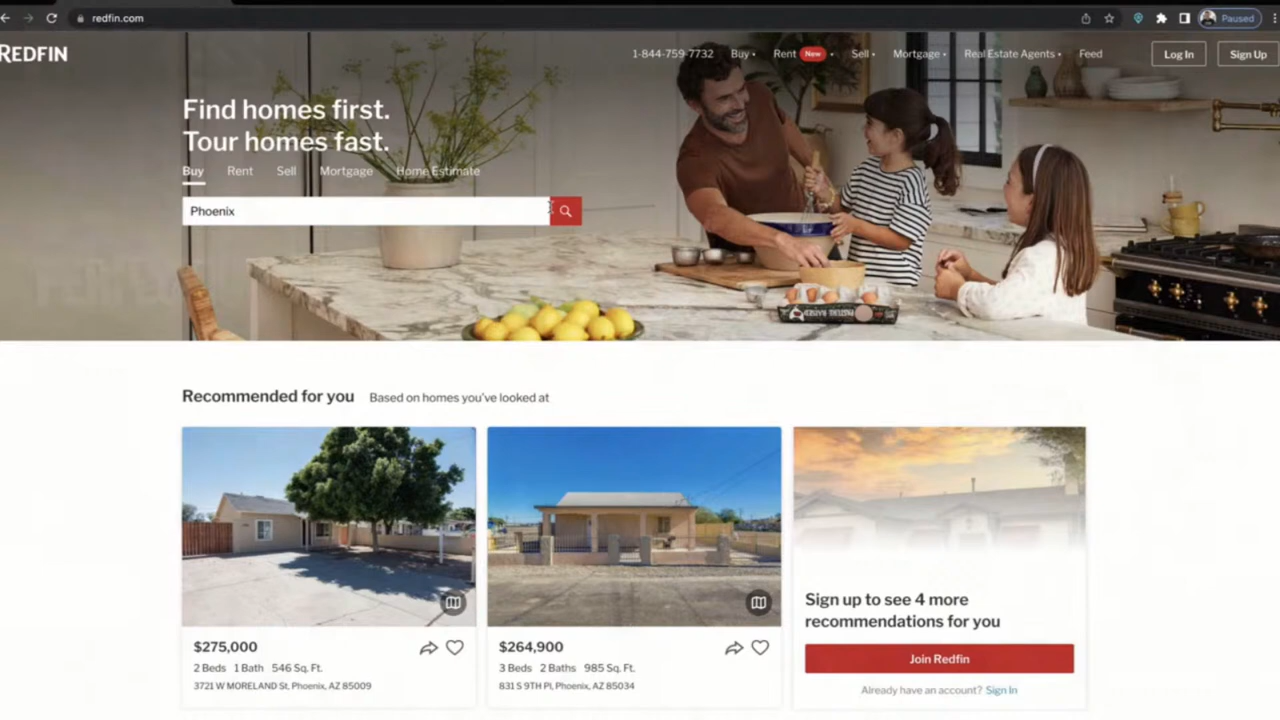 redfin.com
Paused
REDFIN
1-844-759-7732 Buy Rent New Sell Mortgage Real Estate Agents Feed Log In Sign Up
Find homes first.
Tour homes fast.
Buy Rent Sell Mortgage Home Estimate
Phoenix
Recommended for you Based on homes you've looked at
$275,000
2 Beds 1 Bath 546 Sq. Ft.
3721 W MORELAND St, Phoenix, AZ 85009
$264,900
3 Beds 2 Baths 985 Sq. Ft.
831 S 9TH Pl, Phoenix, AZ 85034
Sign up to see 4 more
recommendations for you
Join Redfin
Already have an account? Sign In